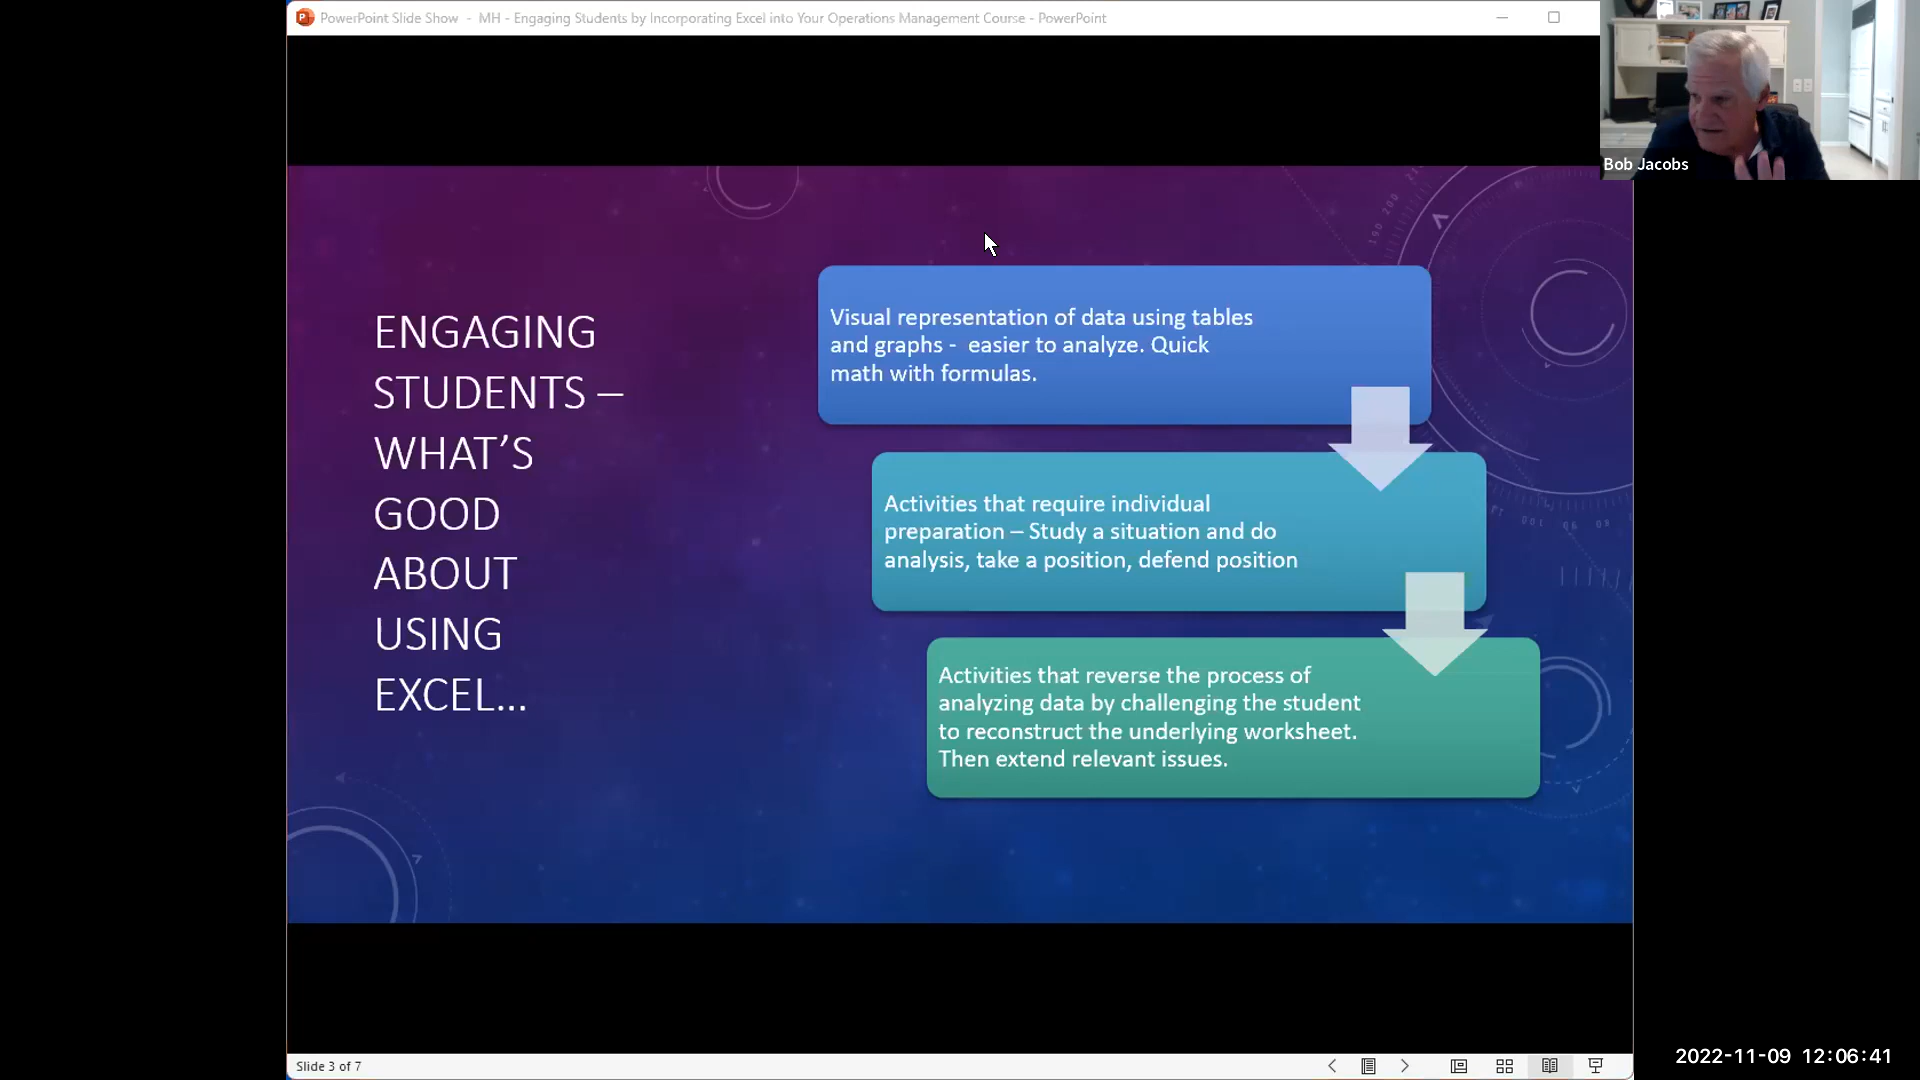 PowerPoint Slide Show - MH - Engaging Students by Incorporating Excel into Your Operations Management Course - PowerPoint
Bob Jacobs
ENGAGING
STUDENTS –
WHAT’S
GOOD
ABOUT
USING
EXCEL...
Visual representation of data using tables
and graphs - easier to analyze. Quick
math with formulas.
Activities that require individual
preparation – Study a situation and do
analysis, take a position, defend position
Activities that reverse the process of
analyzing data by challenging the student
to reconstruct the underlying worksheet.
Then extend relevant issues.
Slide 3 of 7
2022-11-09 12:06:41